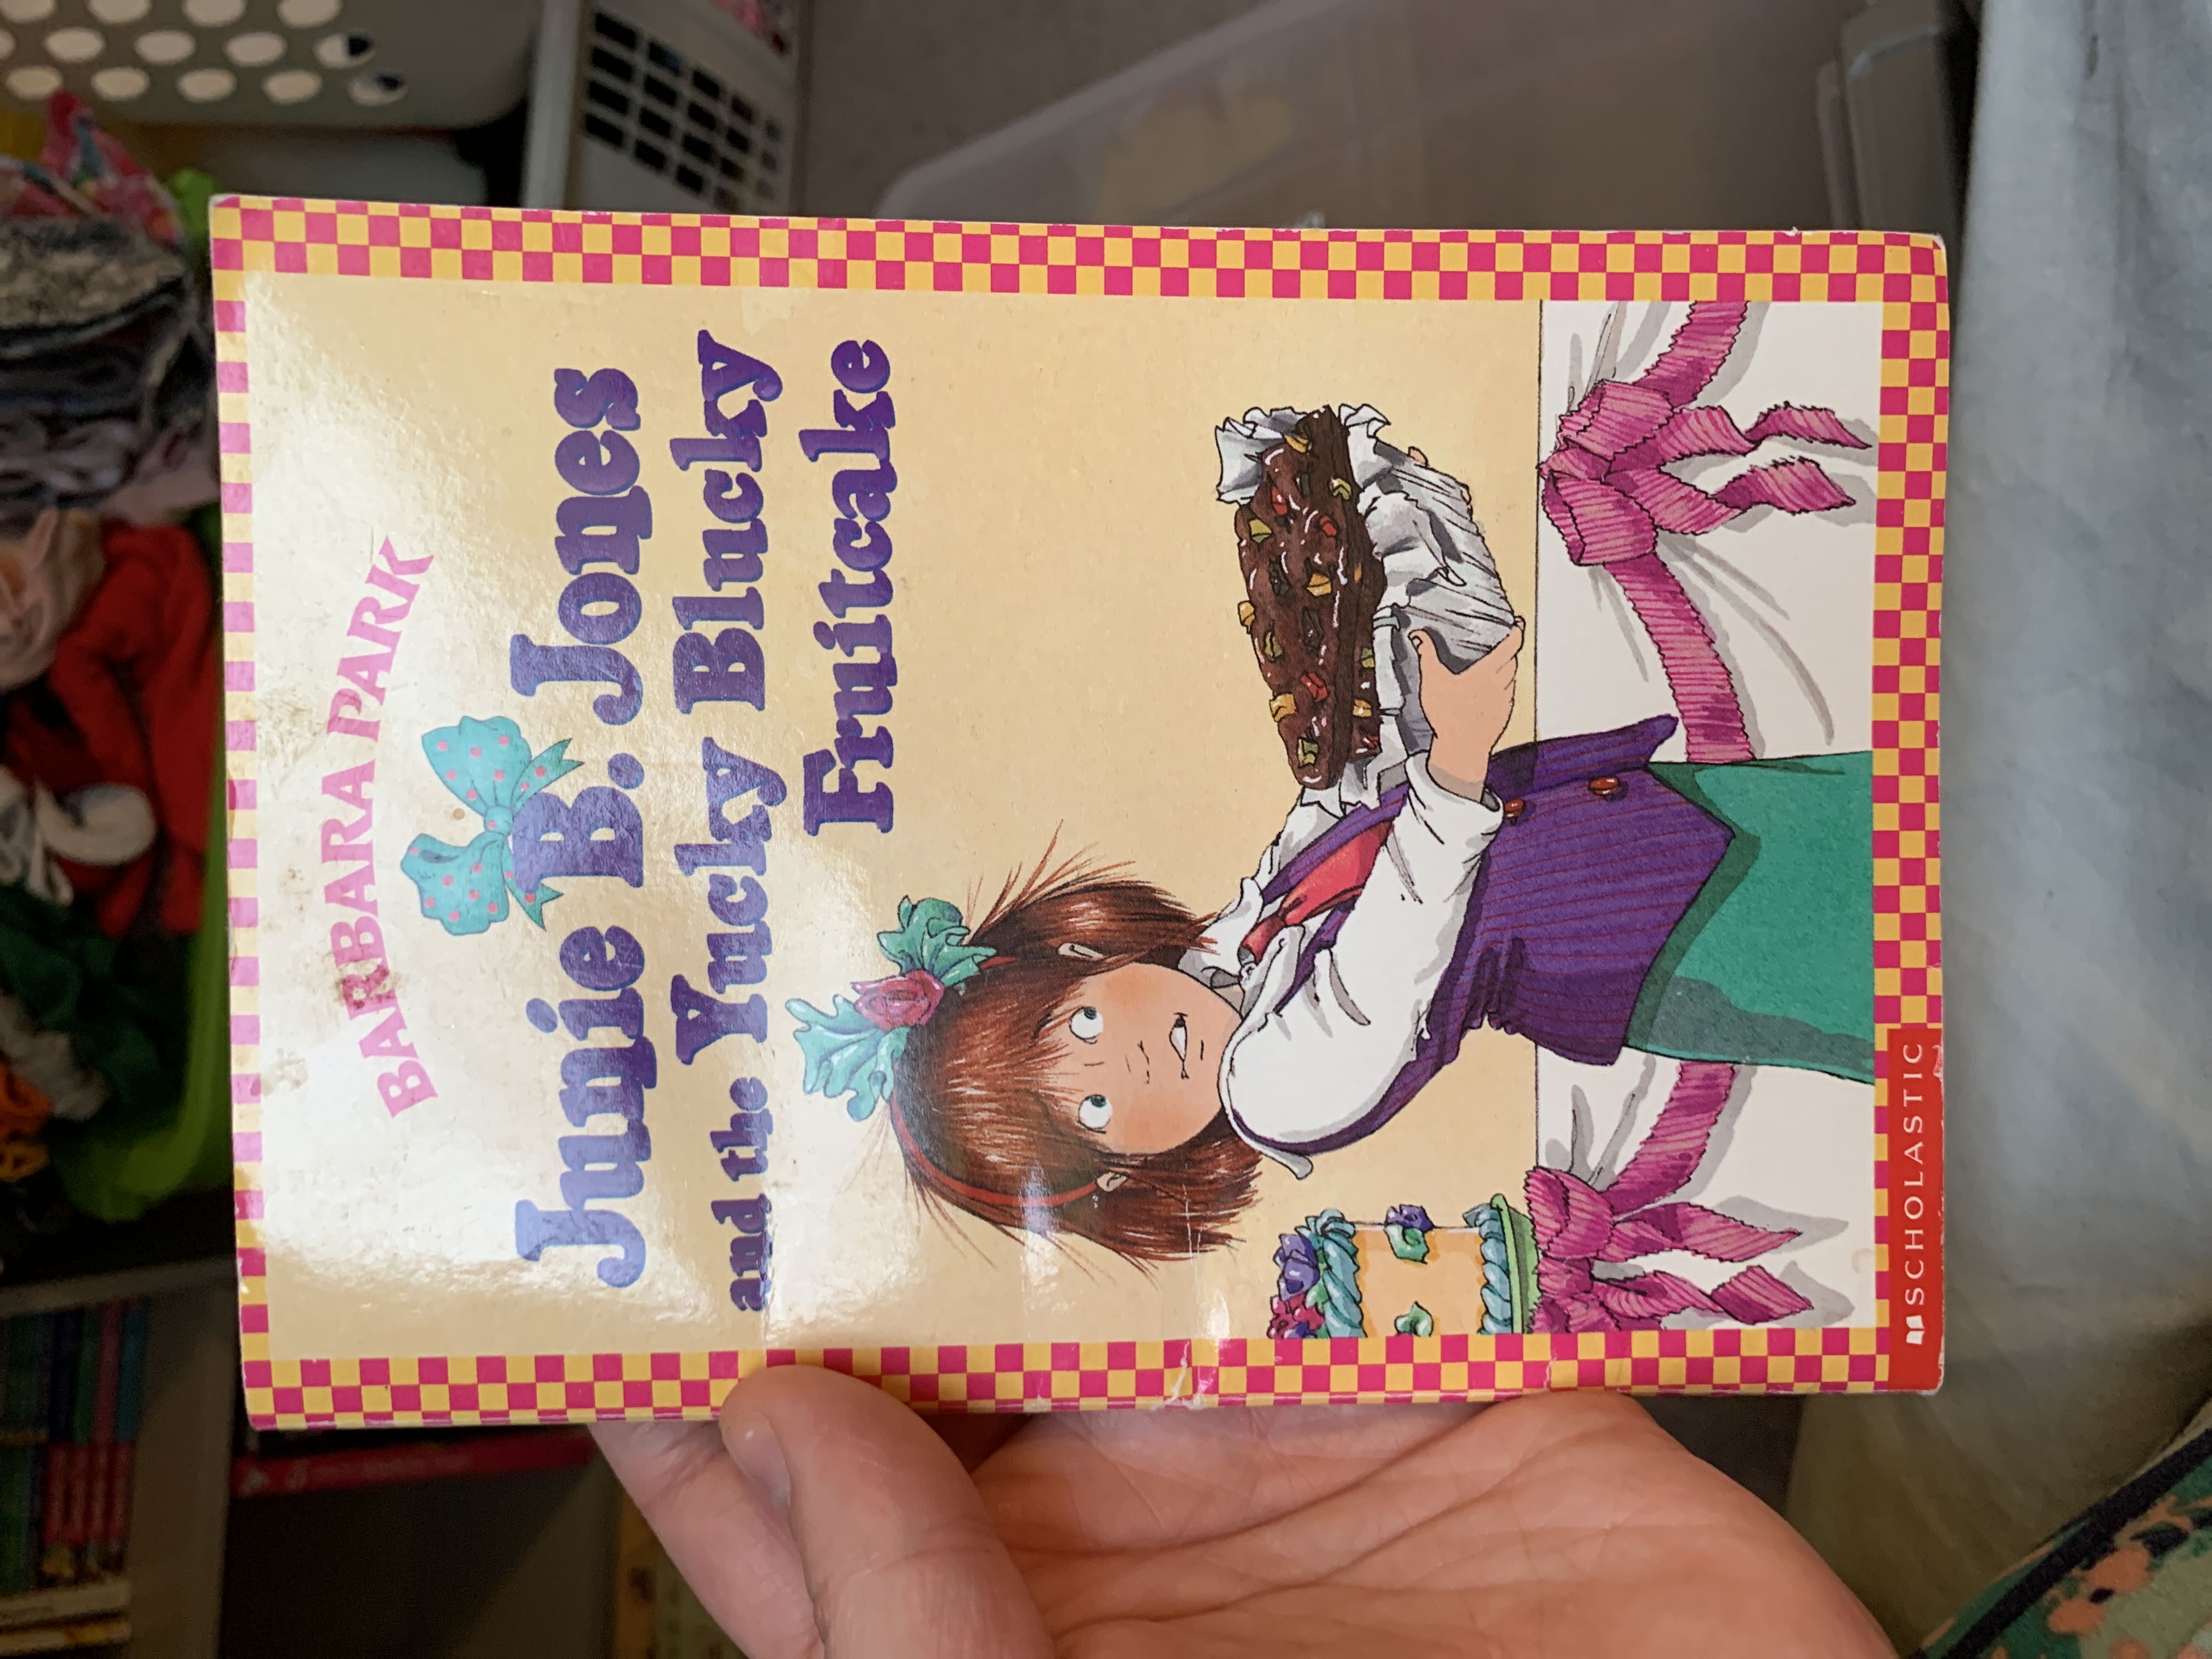 BARBARA PARK
Junie B. Jones
and the Yucky Blucky
Fruitcake
SCHOLASTIC